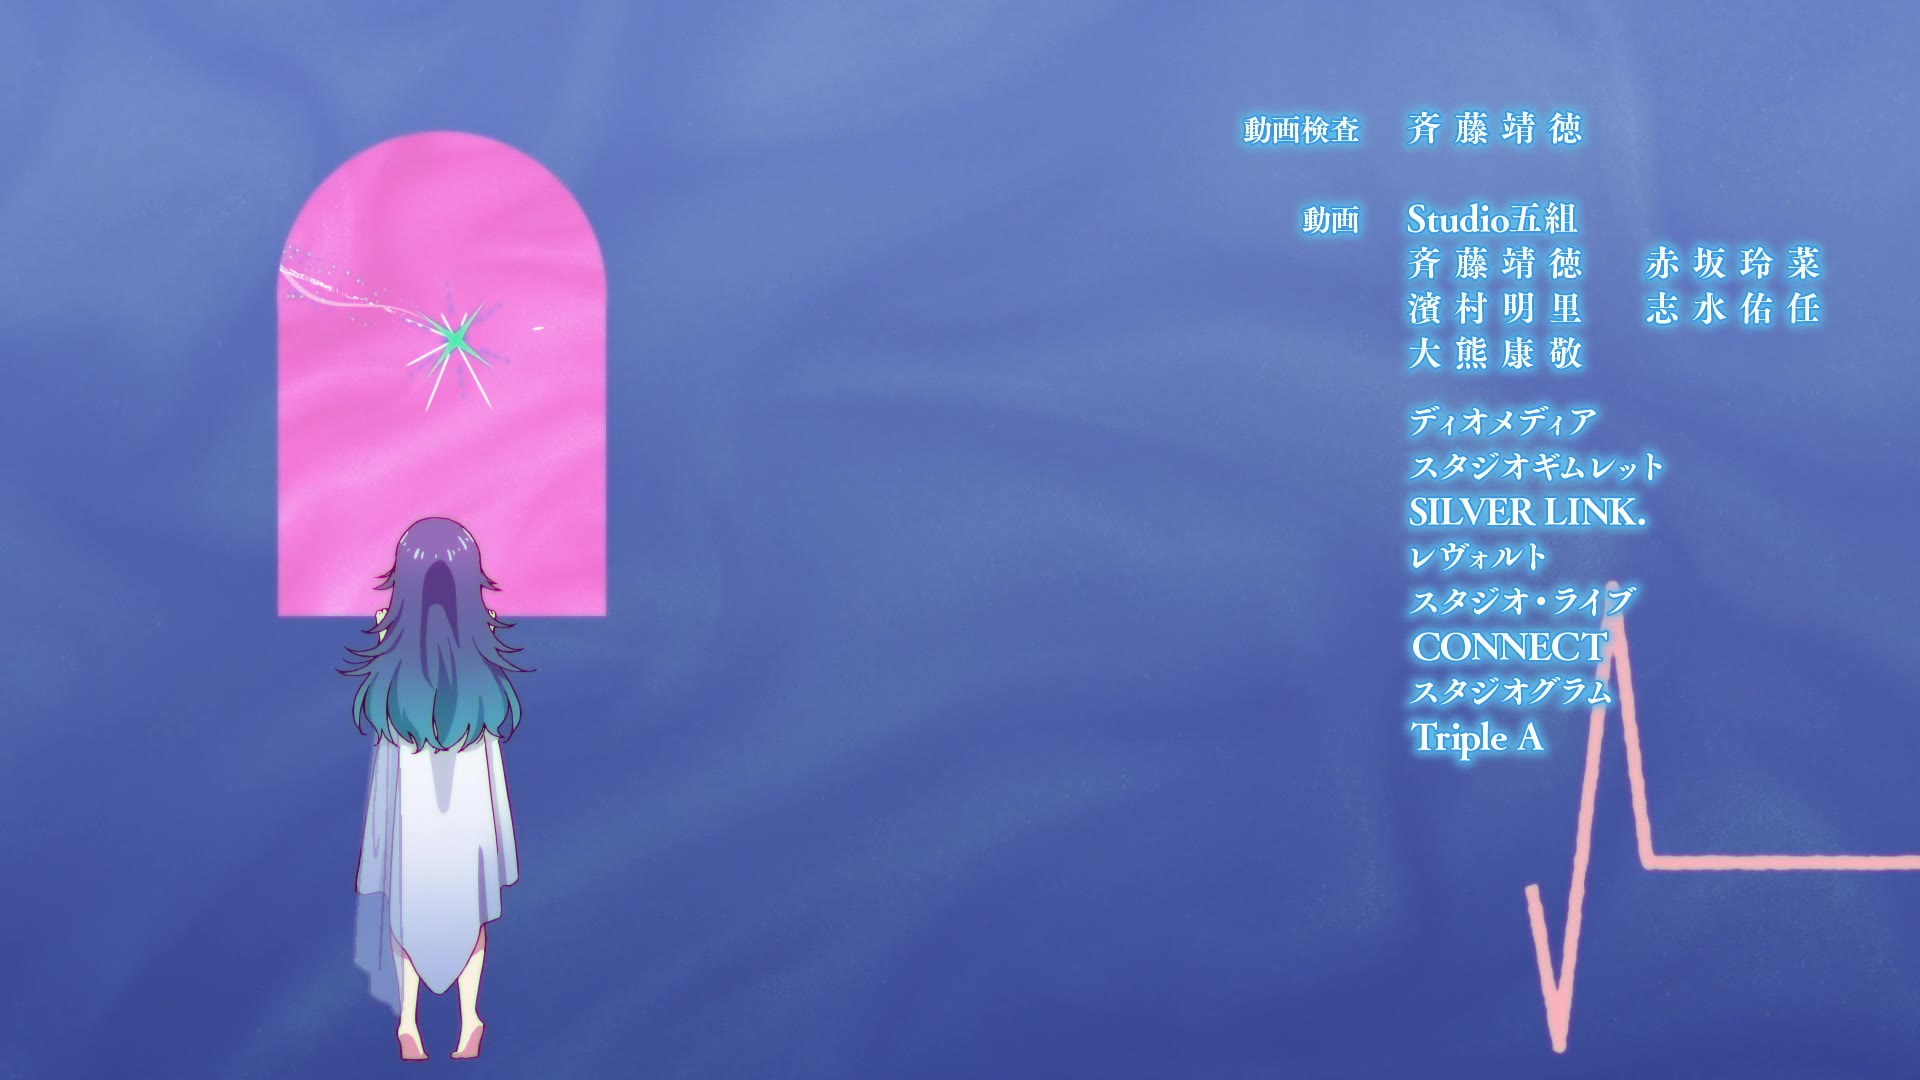 動画検査 斉藤靖徳
動画 Studio五組
斉藤靖徳 赤坂玲菜
濱村明里 志水佑任
大熊康敬
ディオメディア
スタジオギムレット
SILVER LINK.
レヴォルト
スタジオ・ライブ
CONNECT
スタジオグラム
Triple A